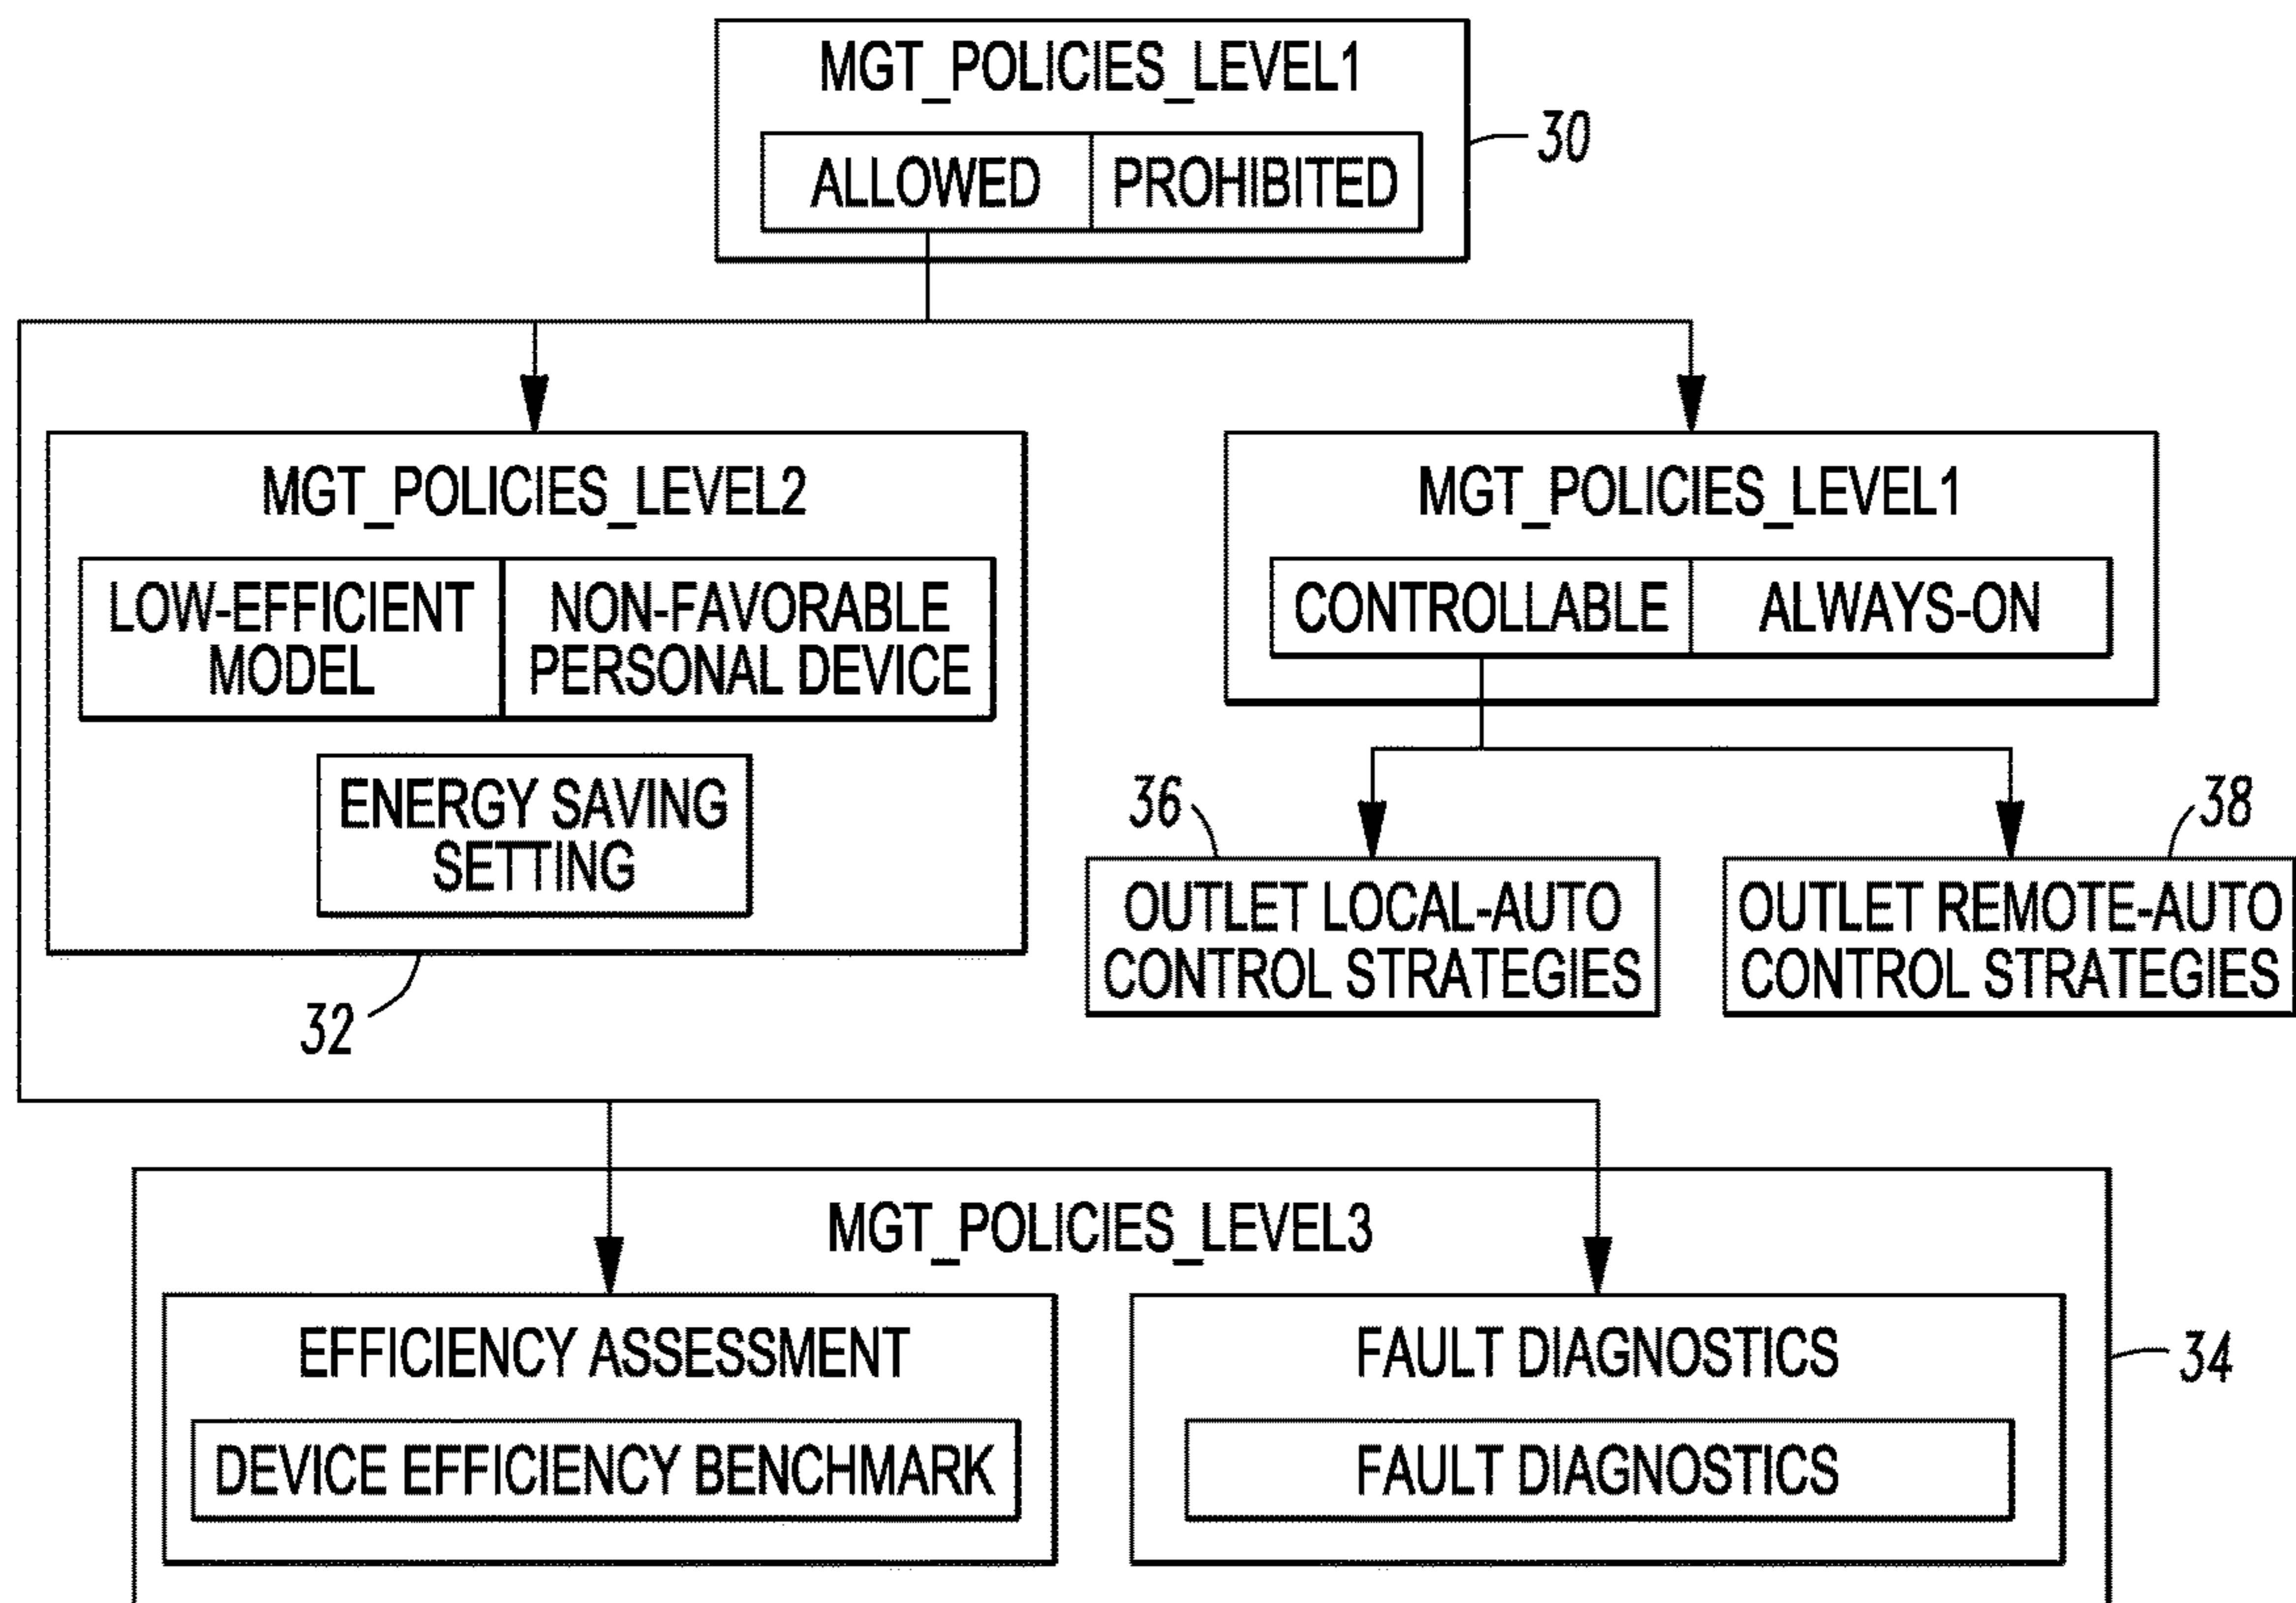 MGT_POLICIES_LEVEL1
ALLOWED
PROHIBITED
30
MGT_POLICIES_LEVEL2
LOW-EFFICIENT
MODEL
NON-FAVORABLE
PERSONAL DEVICE
ENERGY SAVING
SETTING
32
MGT_POLICIES_LEVEL1
CONTROLLABLE
ALWAYS-ON
36
OUTLET LOCAL-AUTO
CONTROL STRATEGIES
38
OUTLET REMOTE-AUTO
CONTROL STRATEGIES
MGT_POLICIES_LEVEL3
EFFICIENCY ASSESSMENT
DEVICE EFFICIENCY BENCHMARK
FAULT DIAGNOSTICS
FAULT DIAGNOSTICS
34